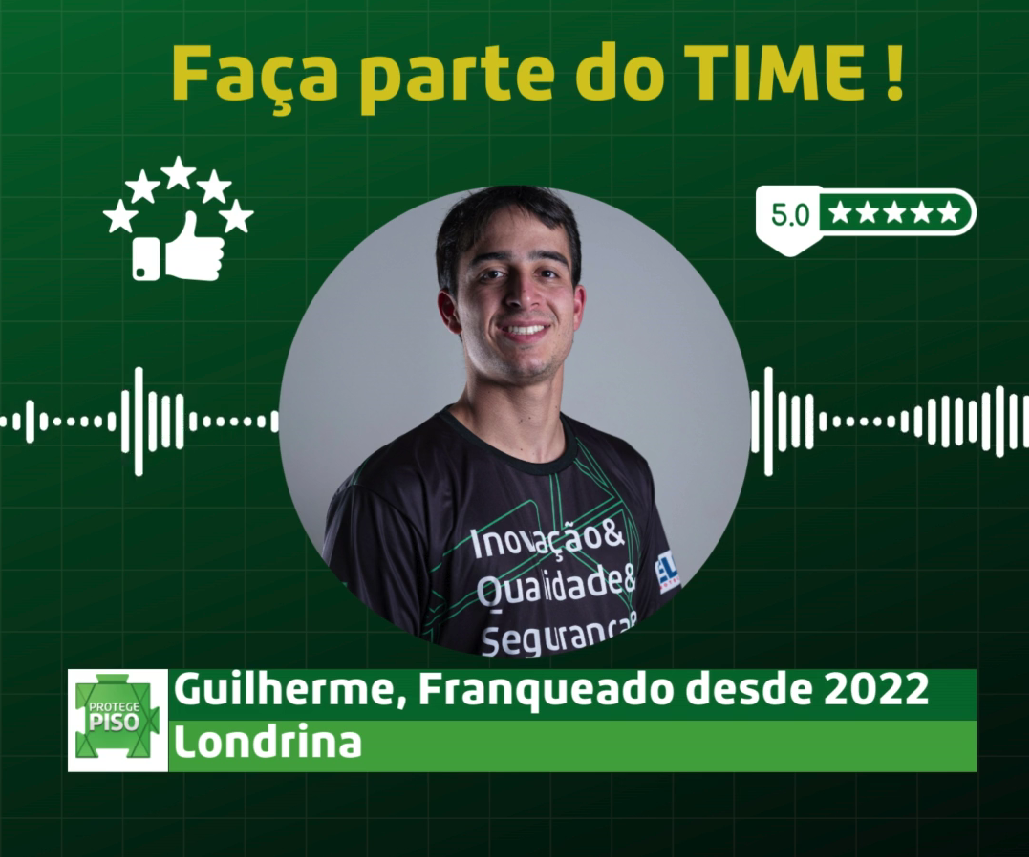 Faça parte do TIME !
5.0
Inovação&
Qualidade&
Segurança&
PROTEGE
PISO
Guilherme, Franqueado desde 2022
Londrina